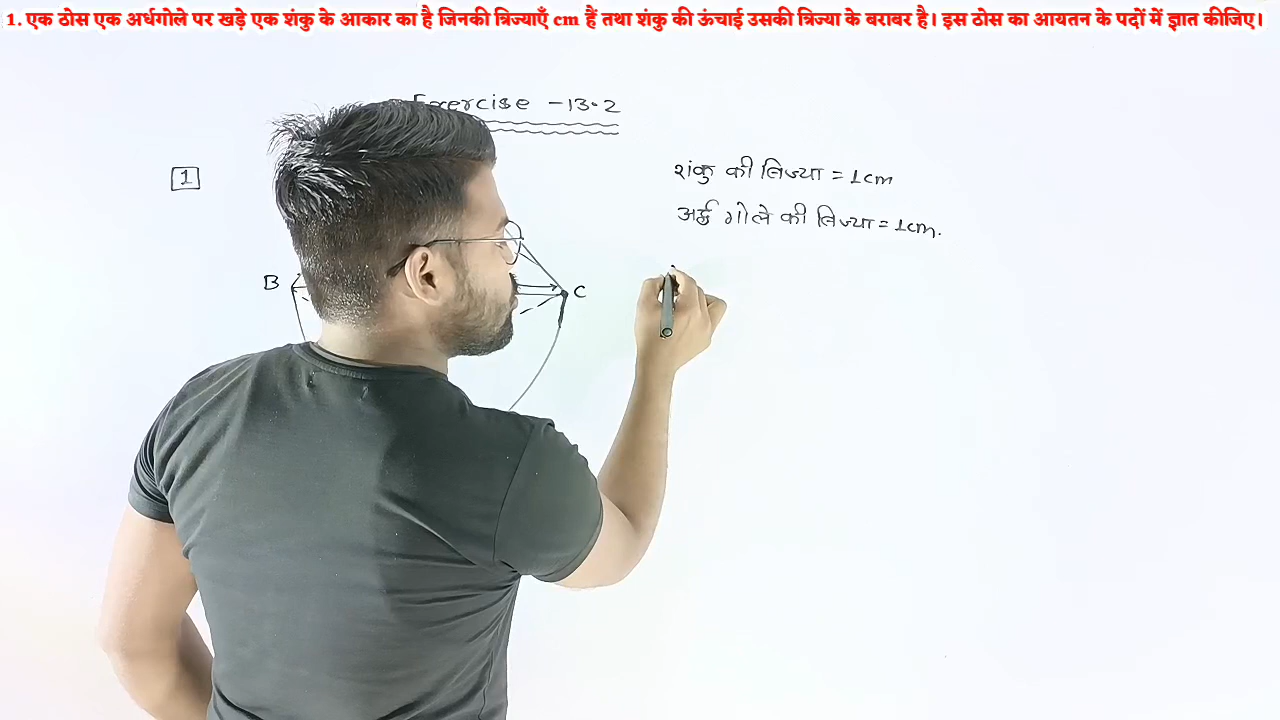 1. एक ठोस एक अर्धगोले पर खड़े एक शंकु के आकार का है जिनकी त्रिज्याएँ cm हैं तथा शंकु की ऊंचाई उसकी त्रिज्या के बराबर है। इस ठोस का आयतन के पदों में ज्ञात कीजिए।
Exercise -13.2
1
शंकु की त्रिज्या = 1cm
अर्द्ध गोले की त्रिज्या = 1cm.
B
C